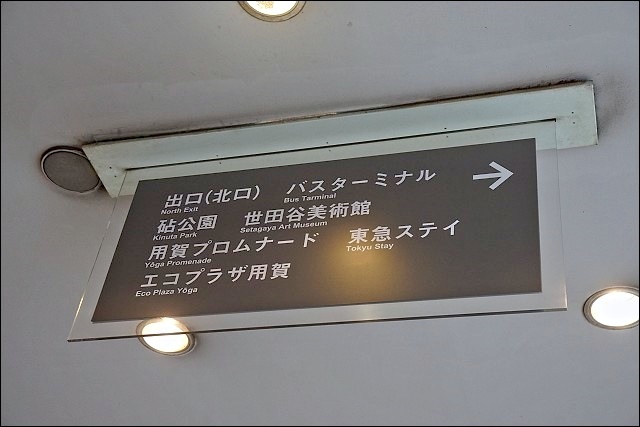 出口(北口) バスターミナル →
North Exit Bus Tarminal
砧公園 世田谷美術館
Kinuta Park Setagaya Art Museum
用賀プロムナード 東急ステイ
Yōga Promenade Tokyu Stay
エコプラザ用賀
Eco Plaza Yōga